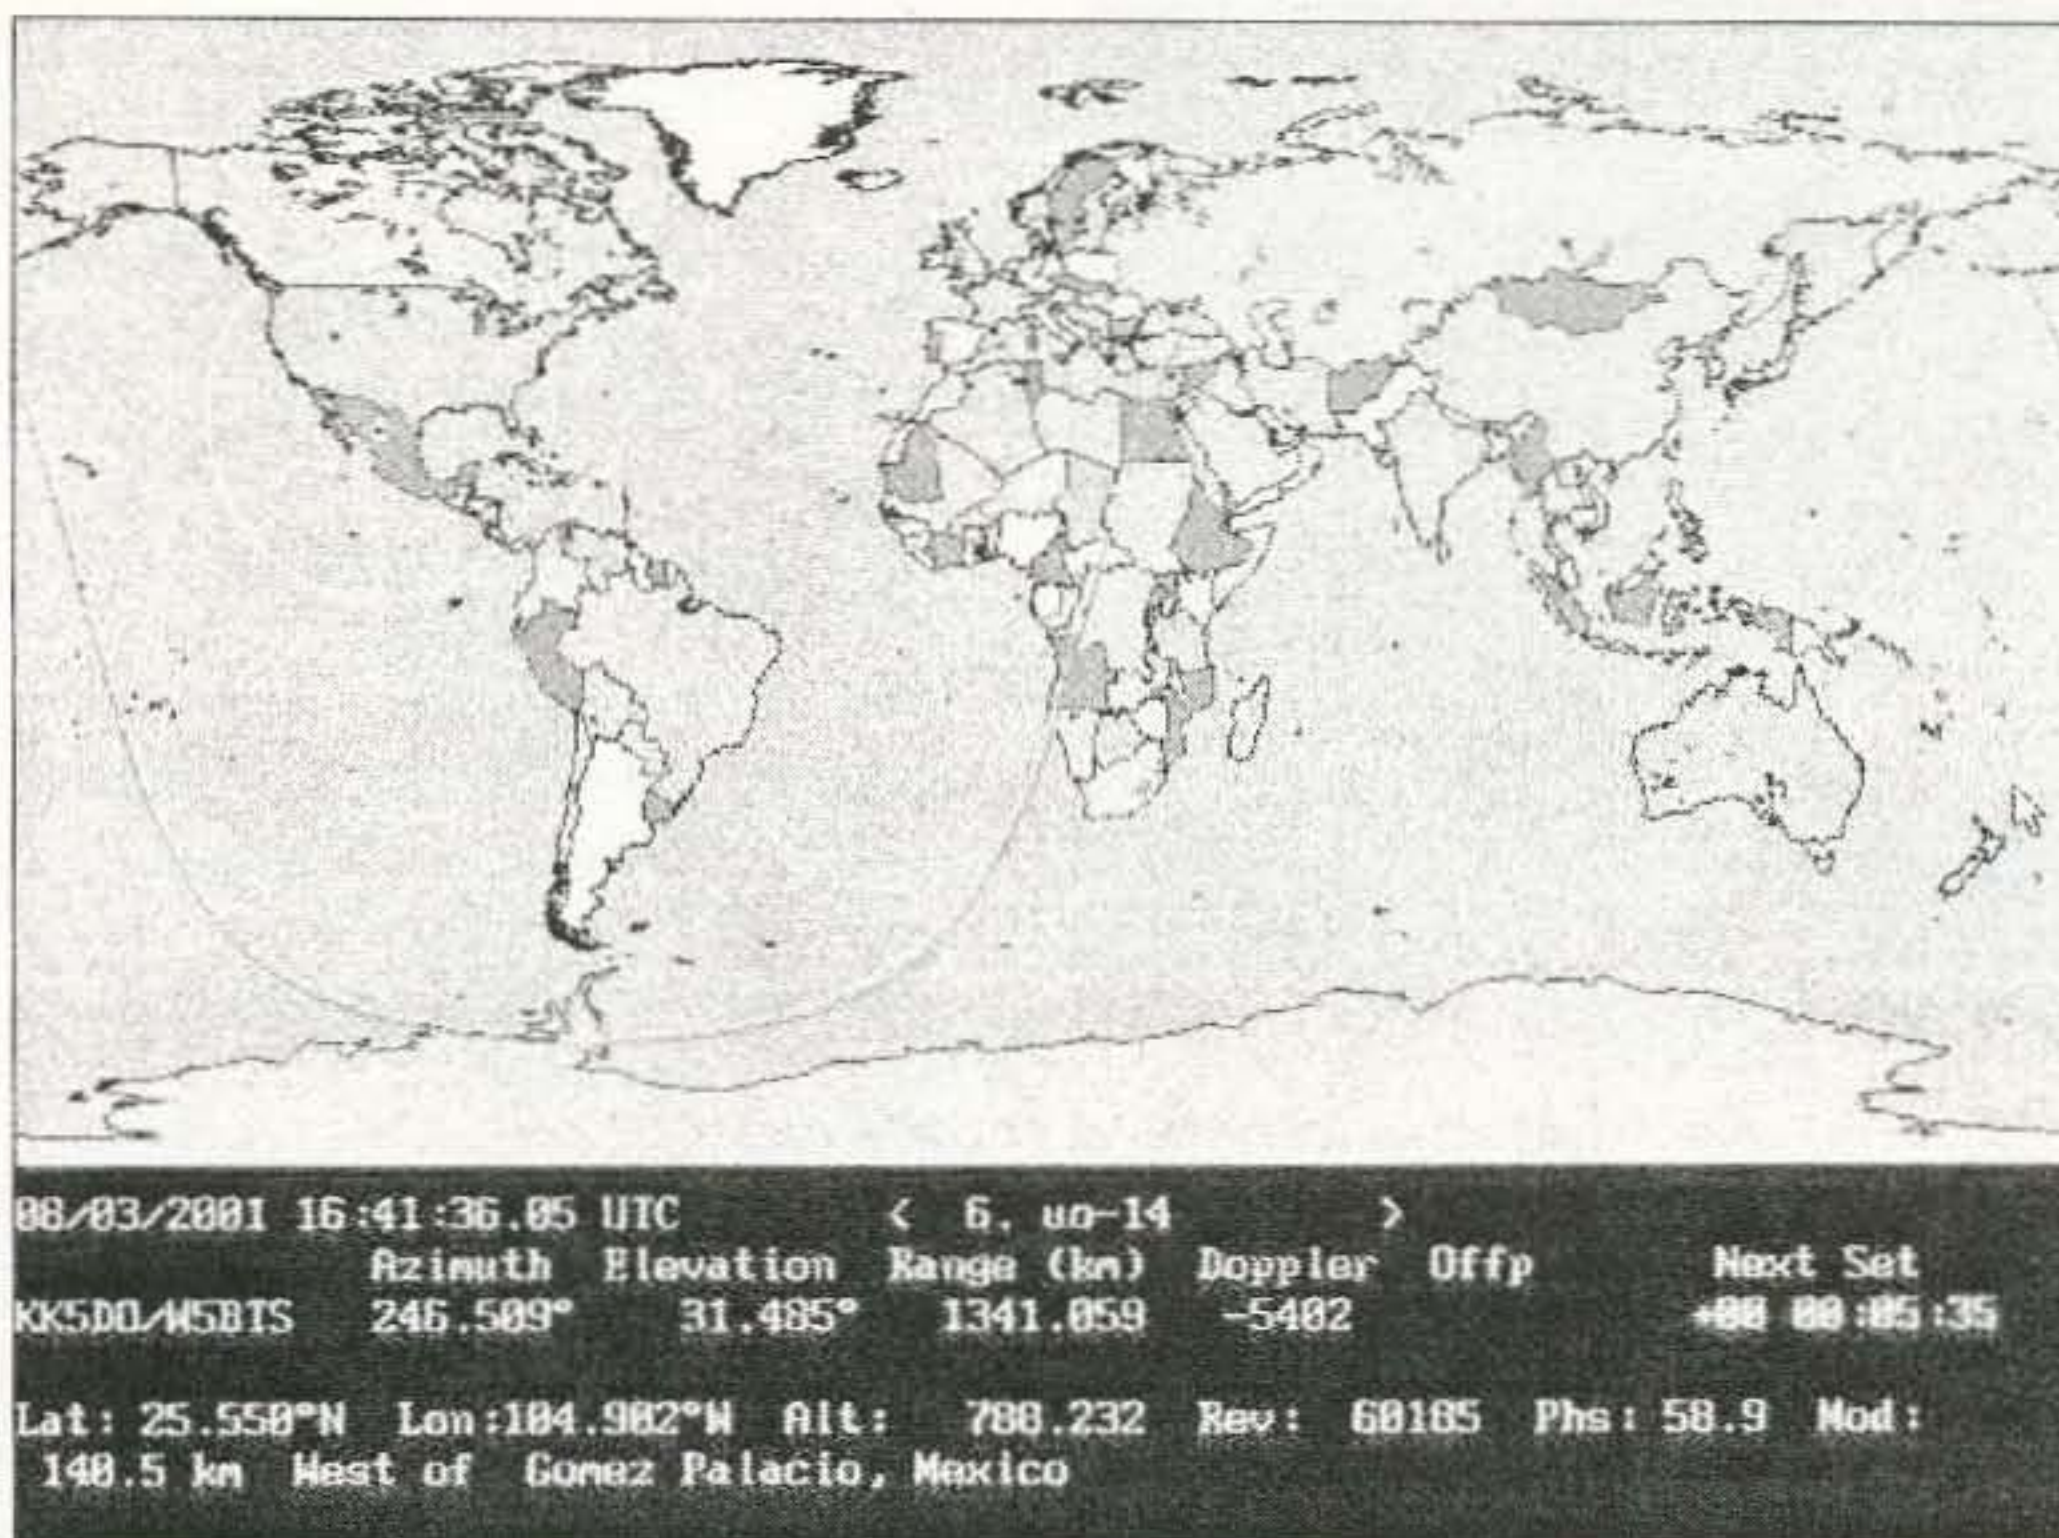 08/03/2001 16:41:36.05 UTC < 6. uo-14 >
Azimuth Elevation Range (km) Doppler Offp Next Set
KK5DO/W5BTS 246.509° 31.485° 1341.059 -5402 +00 00:05:35
Lat: 25.550°N Lon:104.902°W Alt: 788.232 Rev: 60185 Phs: 58.9 Mod:
140.5 km West of Gomez Palacio, Mexico